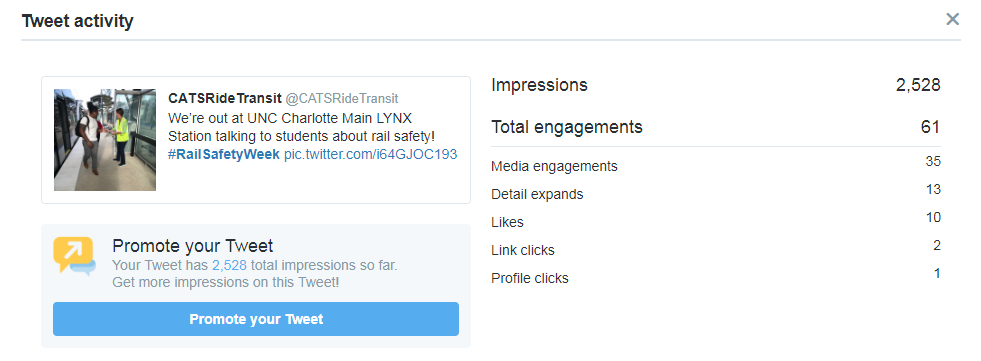 Tweet activity
CATSRideTransit @CATSRideTransit
We’re out at UNC Charlotte Main LYNX
Station talking to students about rail safety!
#RailSafetyWeek pic.twitter.com/i64GJOC193
Promote your Tweet
Your Tweet has 2,528 total impressions so far.
Get more impressions on this Tweet!
Promote your Tweet
Impressions 2,528
Total engagements 61
Media engagements 35
Detail expands 13
Likes 10
Link clicks 2
Profile clicks 1